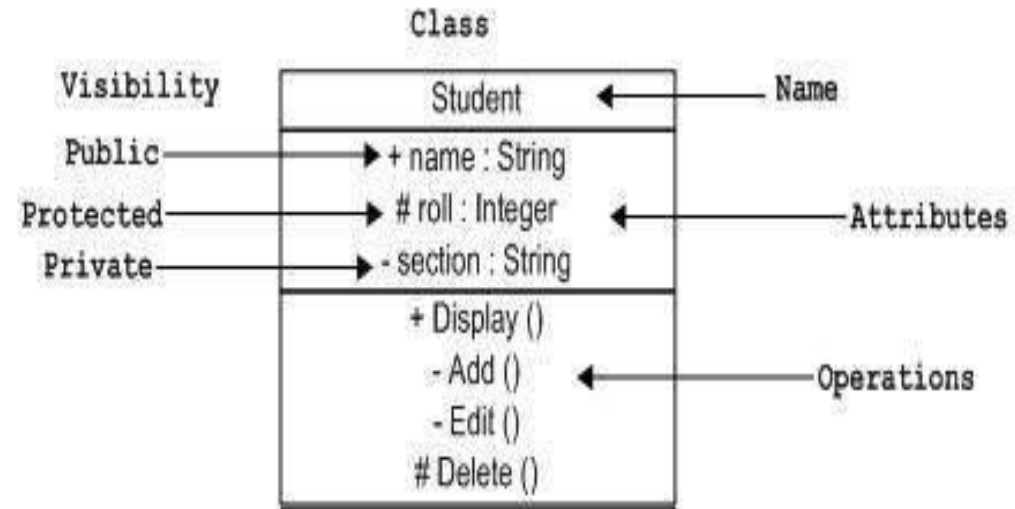 Class
Visibility
Student
Name
Public
+ name : String
Protected
# roll : Integer
Attributes
Private
- section : String
+ Display ()
- Add ()
Operations
- Edit ()
# Delete ()